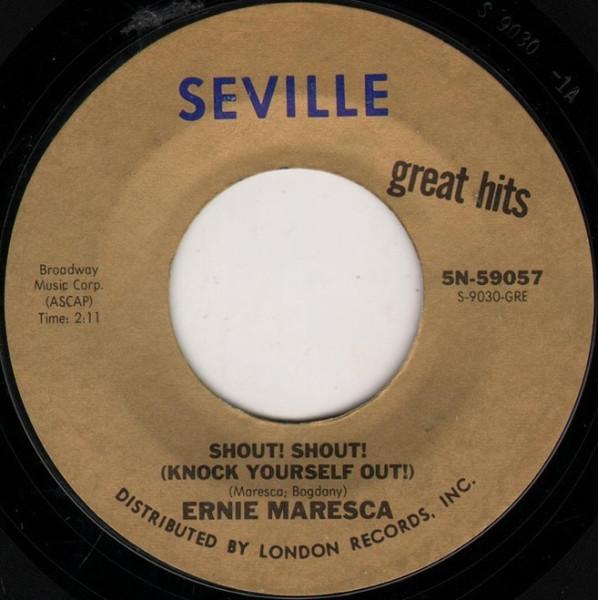 S 9030 -1A
SEVILLE
great hits
Broadway
Music Corp.
(ASCAP)
Time: 2:11
5N-59057
S-9030-GRE
SHOUT! SHOUT!
(KNOCK YOURSELF OUT!)
(Maresca; Bogdany)
ERNIE MARESCA
DISTRIBUTED BY LONDON RECORDS, INC.